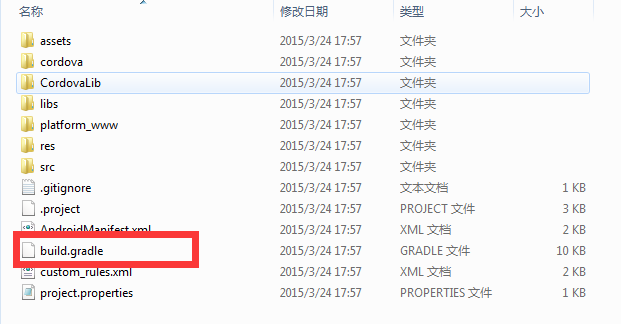 名称 修改日期 类型 大小
assets 2015/3/24 17:57 文件夹
cordova 2015/3/24 17:57 文件夹
CordovaLib 2015/3/24 17:57 文件夹
libs 2015/3/24 17:57 文件夹
platform_www 2015/3/24 17:57 文件夹
res 2015/3/24 17:57 文件夹
src 2015/3/24 17:57 文件夹
.gitignore 2015/3/24 17:57 文本文档 1 KB
.project 2015/3/24 17:57 PROJECT 文件 3 KB
AndroidManifest.xml 2015/3/24 17:57 XML 文档 2 KB
build.gradle 2015/3/24 17:57 GRADLE 文件 10 KB
custom_rules.xml 2015/3/24 17:57 XML 文档 2 KB
project.properties 2015/3/24 17:57 PROPERTIES 文件 1 KB